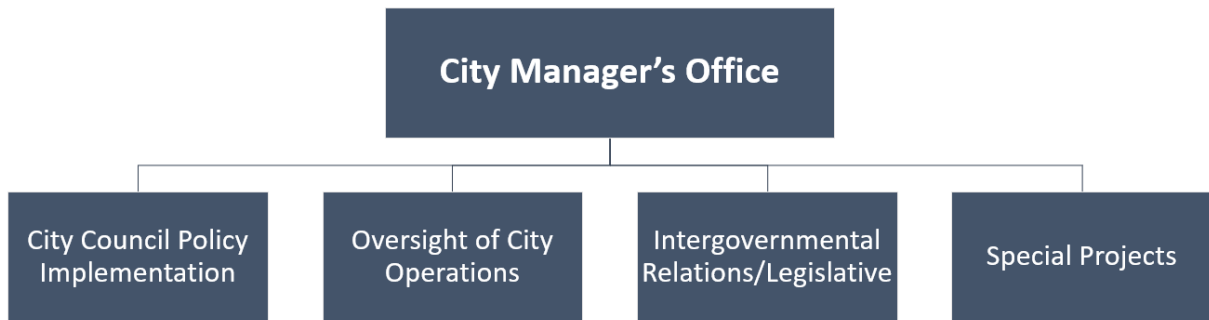 City Manager’s Office
City Council Policy
Implementation
Oversight of City
Operations
Intergovernmental
Relations/Legislative
Special Projects